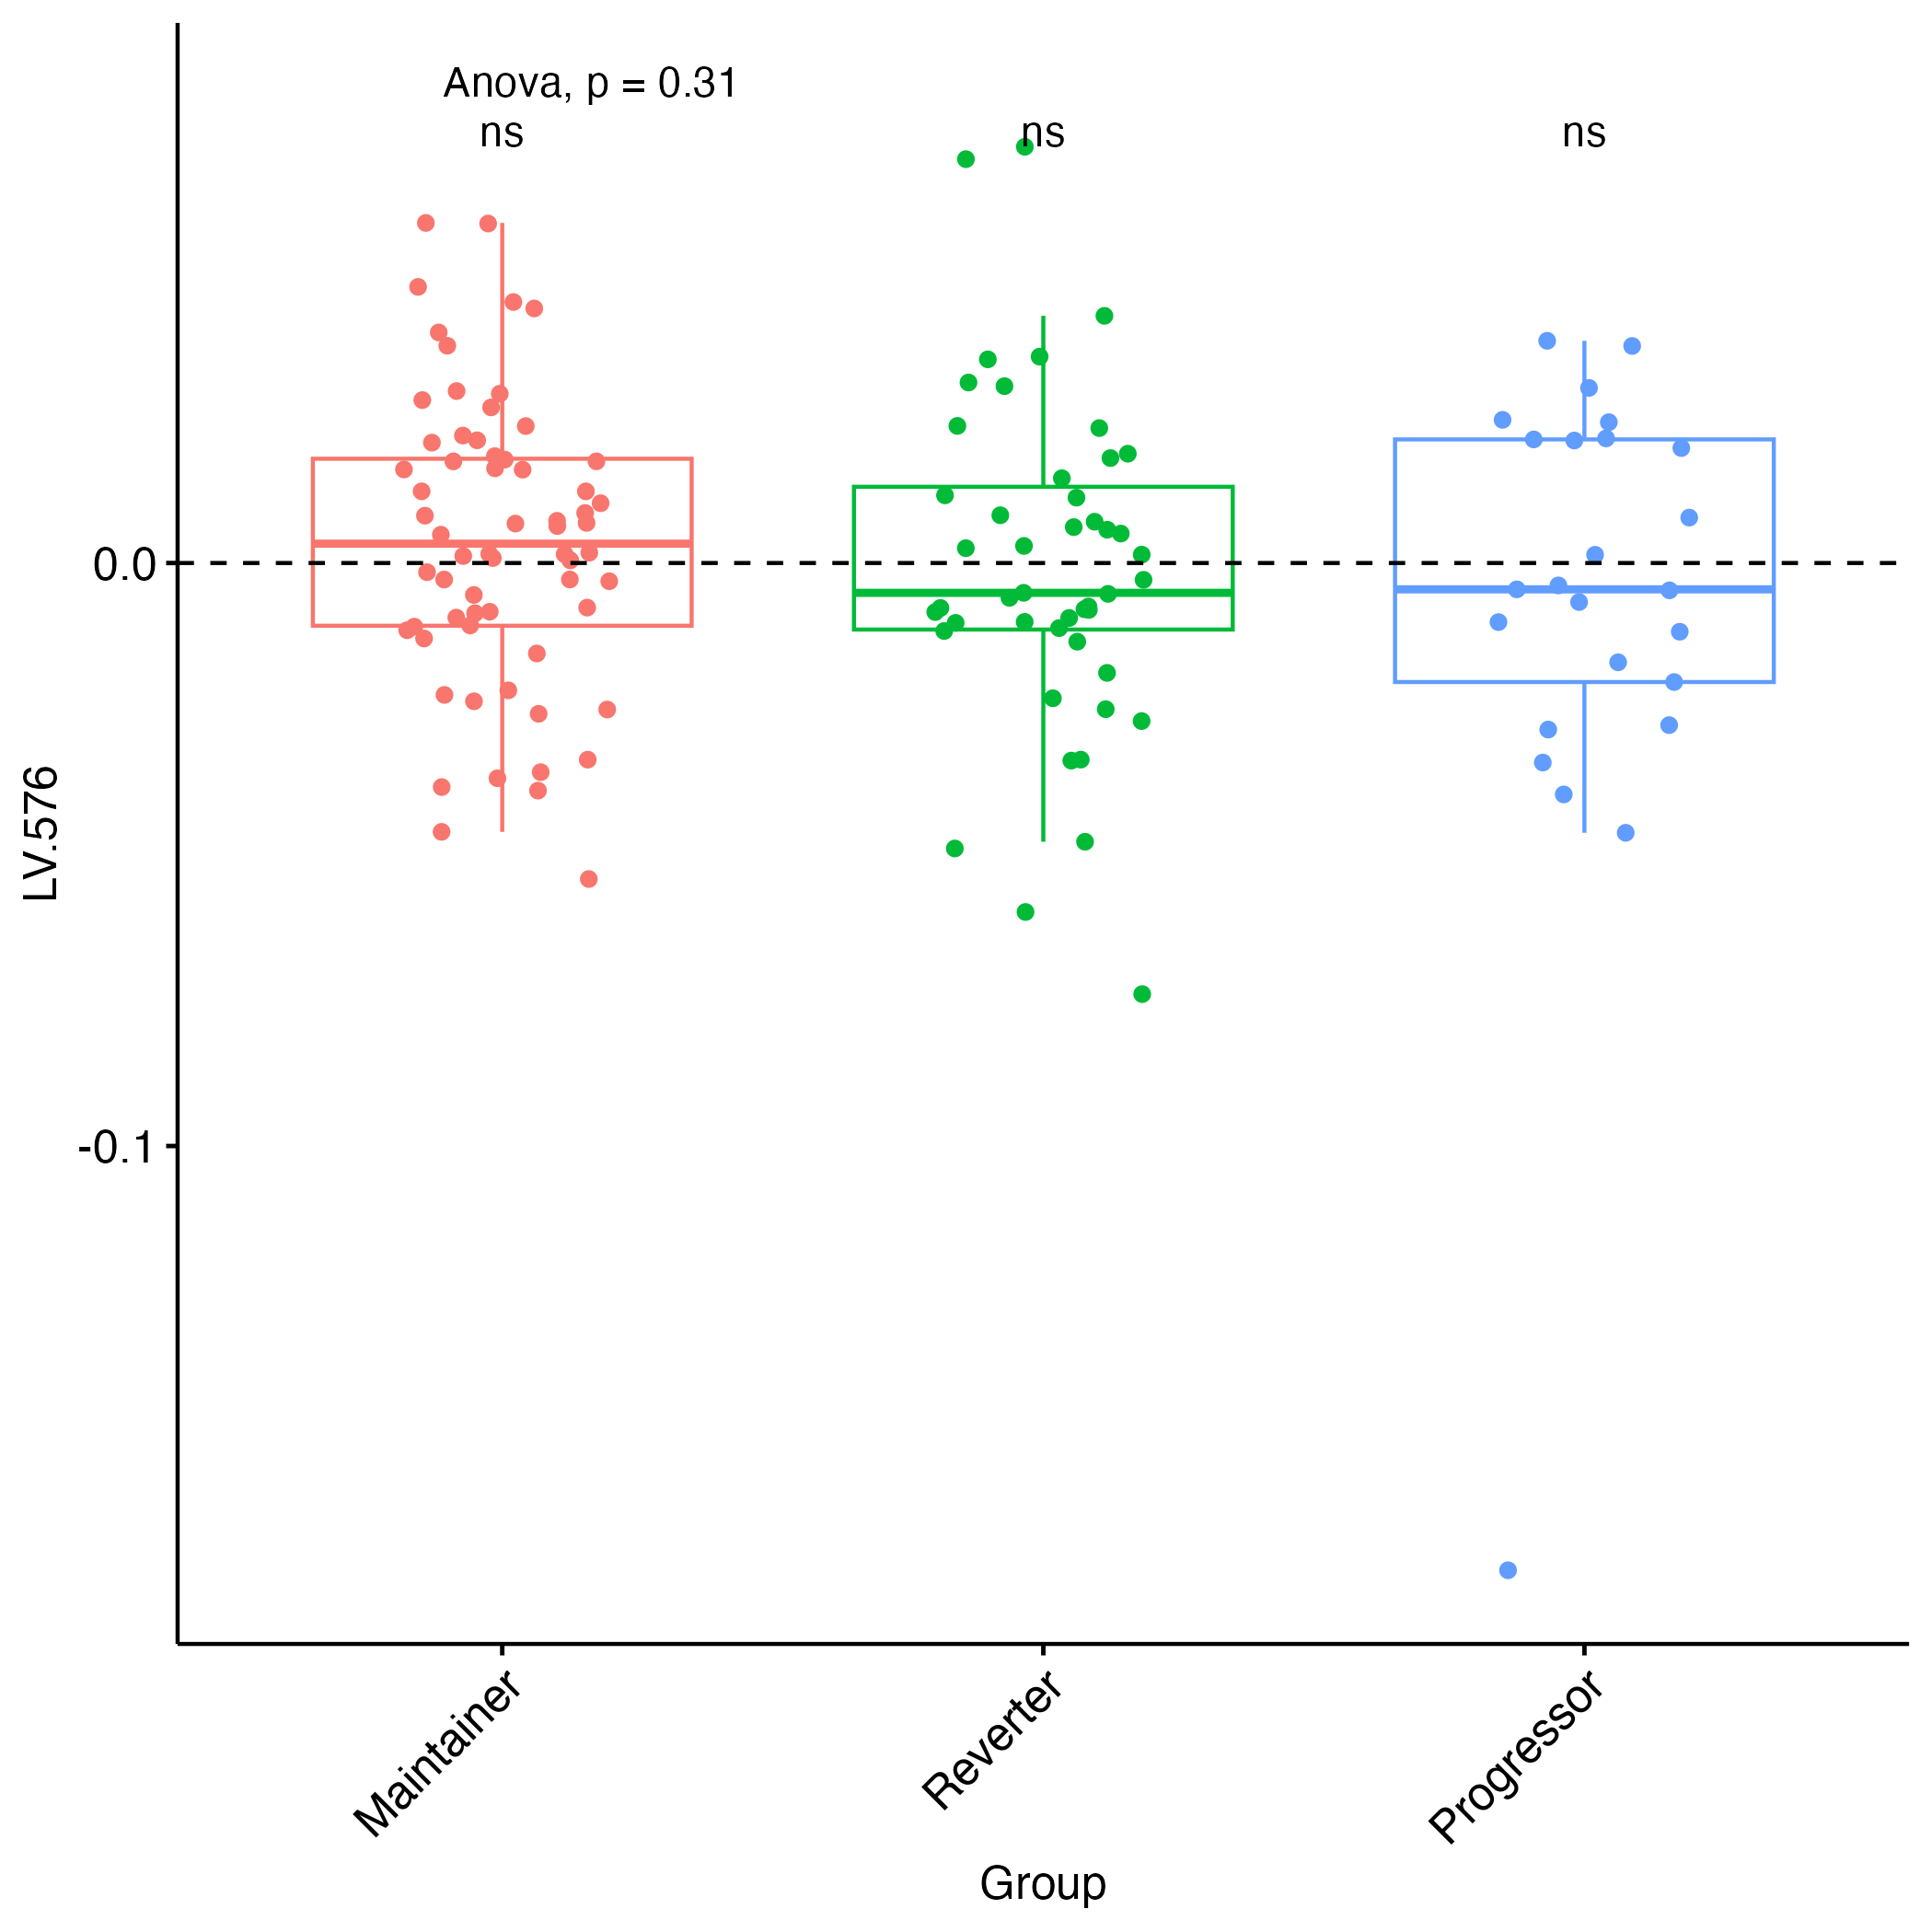 Anova, p = 0.31
ns
ns
ns
0.0
-0.1
LV.576
Maintainer
Reverter
Progressor
Group